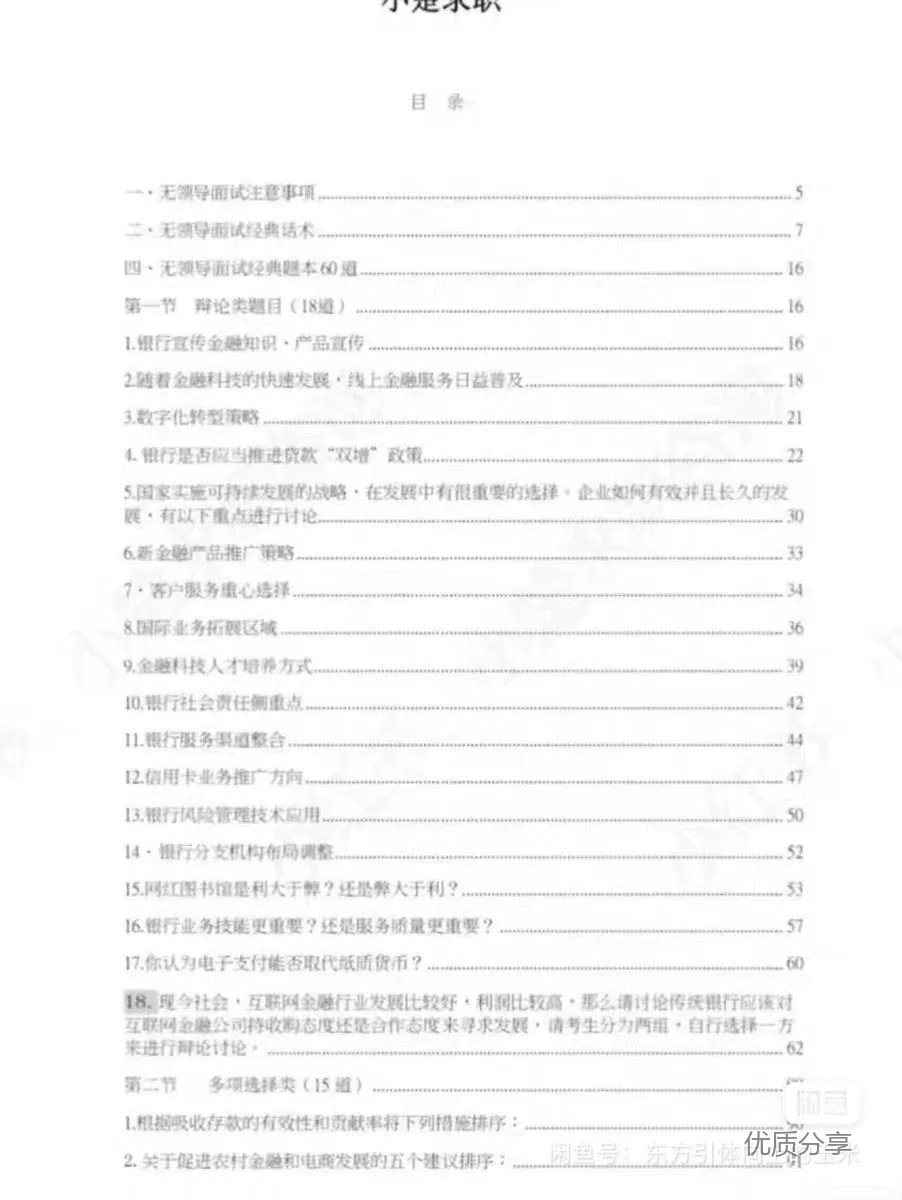 小楚求职
目 录
一、无领导面试注意事项 5
二、无领导面试经典话术 7
四、无领导面试经典题本60道 16
第一节 辩论类题目(18道) 16
1.银行宣传金融知识、产品宣传 16
2.随着金融科技的快速发展,线上金融服务日益普及 18
3.数字化转型策略 21
4. 银行是否应当推进贷款“双增”政策 22
5.国家实施可持续发展的战略,在发展中有很重要的选择。企业如何有效并且长久的发
展,有以下重点进行讨论 30
6.新金融产品推广策略 33
7·客户服务重心选择 34
8.国际业务拓展区域 36
9.金融科技人才培养方式 39
10.银行社会责任侧重点 42
11.银行服务渠道整合 44
12.信用卡业务推广方向 47
13.银行风险管理技术应用 50
14·银行分支机构布局调整 52
15.网红图书馆是利大于弊?还是弊大于利? 53
16.银行业务技能更重要?还是服务质量更重要? 57
17.你认为电子支付能否取代纸质货币? 60
18. 现今社会,互联网金融行业发展比较好,利润比较高,那么请讨论传统银行应该对
互联网金融公司持收购态度还是合作态度来寻求发展,请考生分为两组,自行选择一方
来进行辩论讨论。 62
第二节 多项选择类(15道)
闲鱼
1.根据吸收存款的有效性和贡献率将下列措施排序:
优质分享
2. 关于促进农村金融和电商发展的五个建议排序:
闲鱼号:东方引体向上的玉米